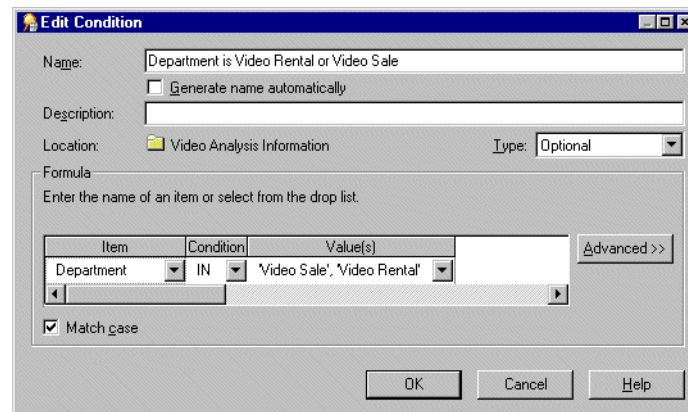 Edit Condition
Name: Department is Video Rental or Video Sale
Generate name automatically
Description:
Location: Video Analysis Information Type: Optional
Formula
Enter the name of an item or select from the drop list.
Item Condition Value(s)
Department IN 'Video Sale', 'Video Rental' Advanced >>
Match case
OK Cancel Help